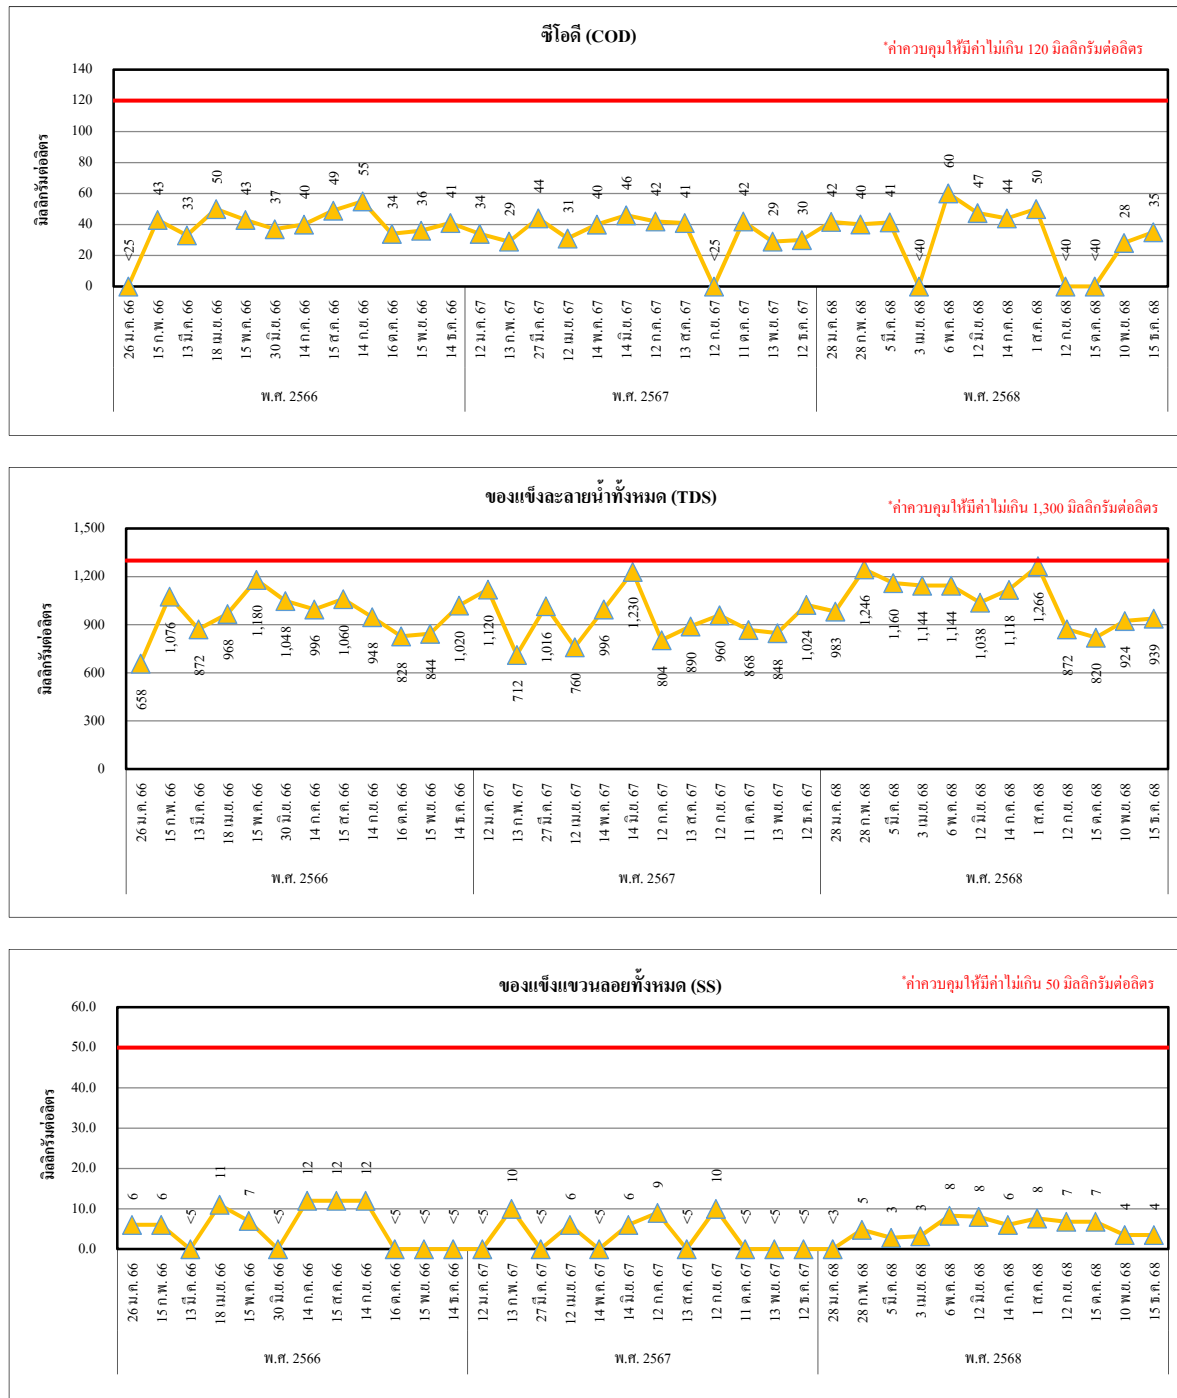 ซีโอดี (COD)
*ค่าควบคุมให้มีค่าไม่เกิน 120 มิลลิกรัมต่อลิตร
มิลลิกรัมต่อลิตร
140
120
100
80
60
40
20
0
<25 43 33 50 43 37 40 49 55 34 36 41 34 29 44 31 40 46 42 41 <25 42 29 30 42 40 41 <40 60 47 44 50 <40 <40 28 35
26 ม.ค. 66 15 ก.พ. 66 13 มี.ค. 66 18 เม.ย. 66 15 พ.ค. 66 30 มิ.ย. 66 14 ก.ค. 66 15 ส.ค. 66 14 ก.ย. 66 16 ต.ค. 66 15 พ.ย. 66 14 ธ.ค. 66 12 ม.ค. 67 13 ก.พ. 67 27 มี.ค. 67 12 เม.ย. 67 14 พ.ค. 67 14 มิ.ย. 67 12 ก.ค. 67 13 ส.ค. 67 12 ก.ย. 67 11 ต.ค. 67 13 พ.ย. 67 12 ธ.ค. 67 28 ม.ค. 68 28 ก.พ. 68 5 มี.ค. 68 3 เม.ย. 68 6 พ.ค. 68 12 มิ.ย. 68 14 ก.ค. 68 1 ส.ค. 68 12 ก.ย. 68 15 ต.ค. 68 10 พ.ย. 68 15 ธ.ค. 68
พ.ศ. 2566 พ.ศ. 2567 พ.ศ. 2568
ของแข็งละลายน้ำทั้งหมด (TDS)
*ค่าควบคุมให้มีค่าไม่เกิน 1,300 มิลลิกรัมต่อลิตร
มิลลิกรัมต่อลิตร
1,500
1,200
900
600
300
0
658 1,076 872 968 1,180 1,048 996 1,060 948 828 844 1,020 1,120 712 1,016 760 996 1,230 804 890 960 868 848 1,024 983 1,246 1,160 1,144 1,144 1,038 1,118 1,266 872 820 924 939
26 ม.ค. 66 15 ก.พ. 66 13 มี.ค. 66 18 เม.ย. 66 15 พ.ค. 66 30 มิ.ย. 66 14 ก.ค. 66 15 ส.ค. 66 14 ก.ย. 66 16 ต.ค. 66 15 พ.ย. 66 14 ธ.ค. 66 12 ม.ค. 67 13 ก.พ. 67 27 มี.ค. 67 12 เม.ย. 67 14 พ.ค. 67 14 มิ.ย. 67 12 ก.ค. 67 13 ส.ค. 67 12 ก.ย. 67 11 ต.ค. 67 13 พ.ย. 67 12 ธ.ค. 67 28 ม.ค. 68 28 ก.พ. 68 5 มี.ค. 68 3 เม.ย. 68 6 พ.ค. 68 12 มิ.ย. 68 14 ก.ค. 68 1 ส.ค. 68 12 ก.ย. 68 15 ต.ค. 68 10 พ.ย. 68 15 ธ.ค. 68
พ.ศ. 2566 พ.ศ. 2567 พ.ศ. 2568
ของแข็งแขวนลอยทั้งหมด (SS)
*ค่าควบคุมให้มีค่าไม่เกิน 50 มิลลิกรัมต่อลิตร
มิลลิกรัมต่อลิตร
60.0
50.0
40.0
30.0
20.0
10.0
0.0
6 6 <5 11 7 <5 12 12 12 <5 <5 <5 <5 10 <5 6 <5 6 9 <5 10 <5 <5 <5 <3 5 3 3 8 8 6 8 7 7 4 4
26 ม.ค. 66 15 ก.พ. 66 13 มี.ค. 66 18 เม.ย. 66 15 พ.ค. 66 30 มิ.ย. 66 14 ก.ค. 66 15 ส.ค. 66 14 ก.ย. 66 16 ต.ค. 66 15 พ.ย. 66 14 ธ.ค. 66 12 ม.ค. 67 13 ก.พ. 67 27 มี.ค. 67 12 เม.ย. 67 14 พ.ค. 67 14 มิ.ย. 67 12 ก.ค. 67 13 ส.ค. 67 12 ก.ย. 67 11 ต.ค. 67 13 พ.ย. 67 12 ธ.ค. 67 28 ม.ค. 68 28 ก.พ. 68 5 มี.ค. 68 3 เม.ย. 68 6 พ.ค. 68 12 มิ.ย. 68 14 ก.ค. 68 1 ส.ค. 68 12 ก.ย. 68 15 ต.ค. 68 10 พ.ย. 68 15 ธ.ค. 68
พ.ศ. 2566 พ.ศ. 2567 พ.ศ. 2568